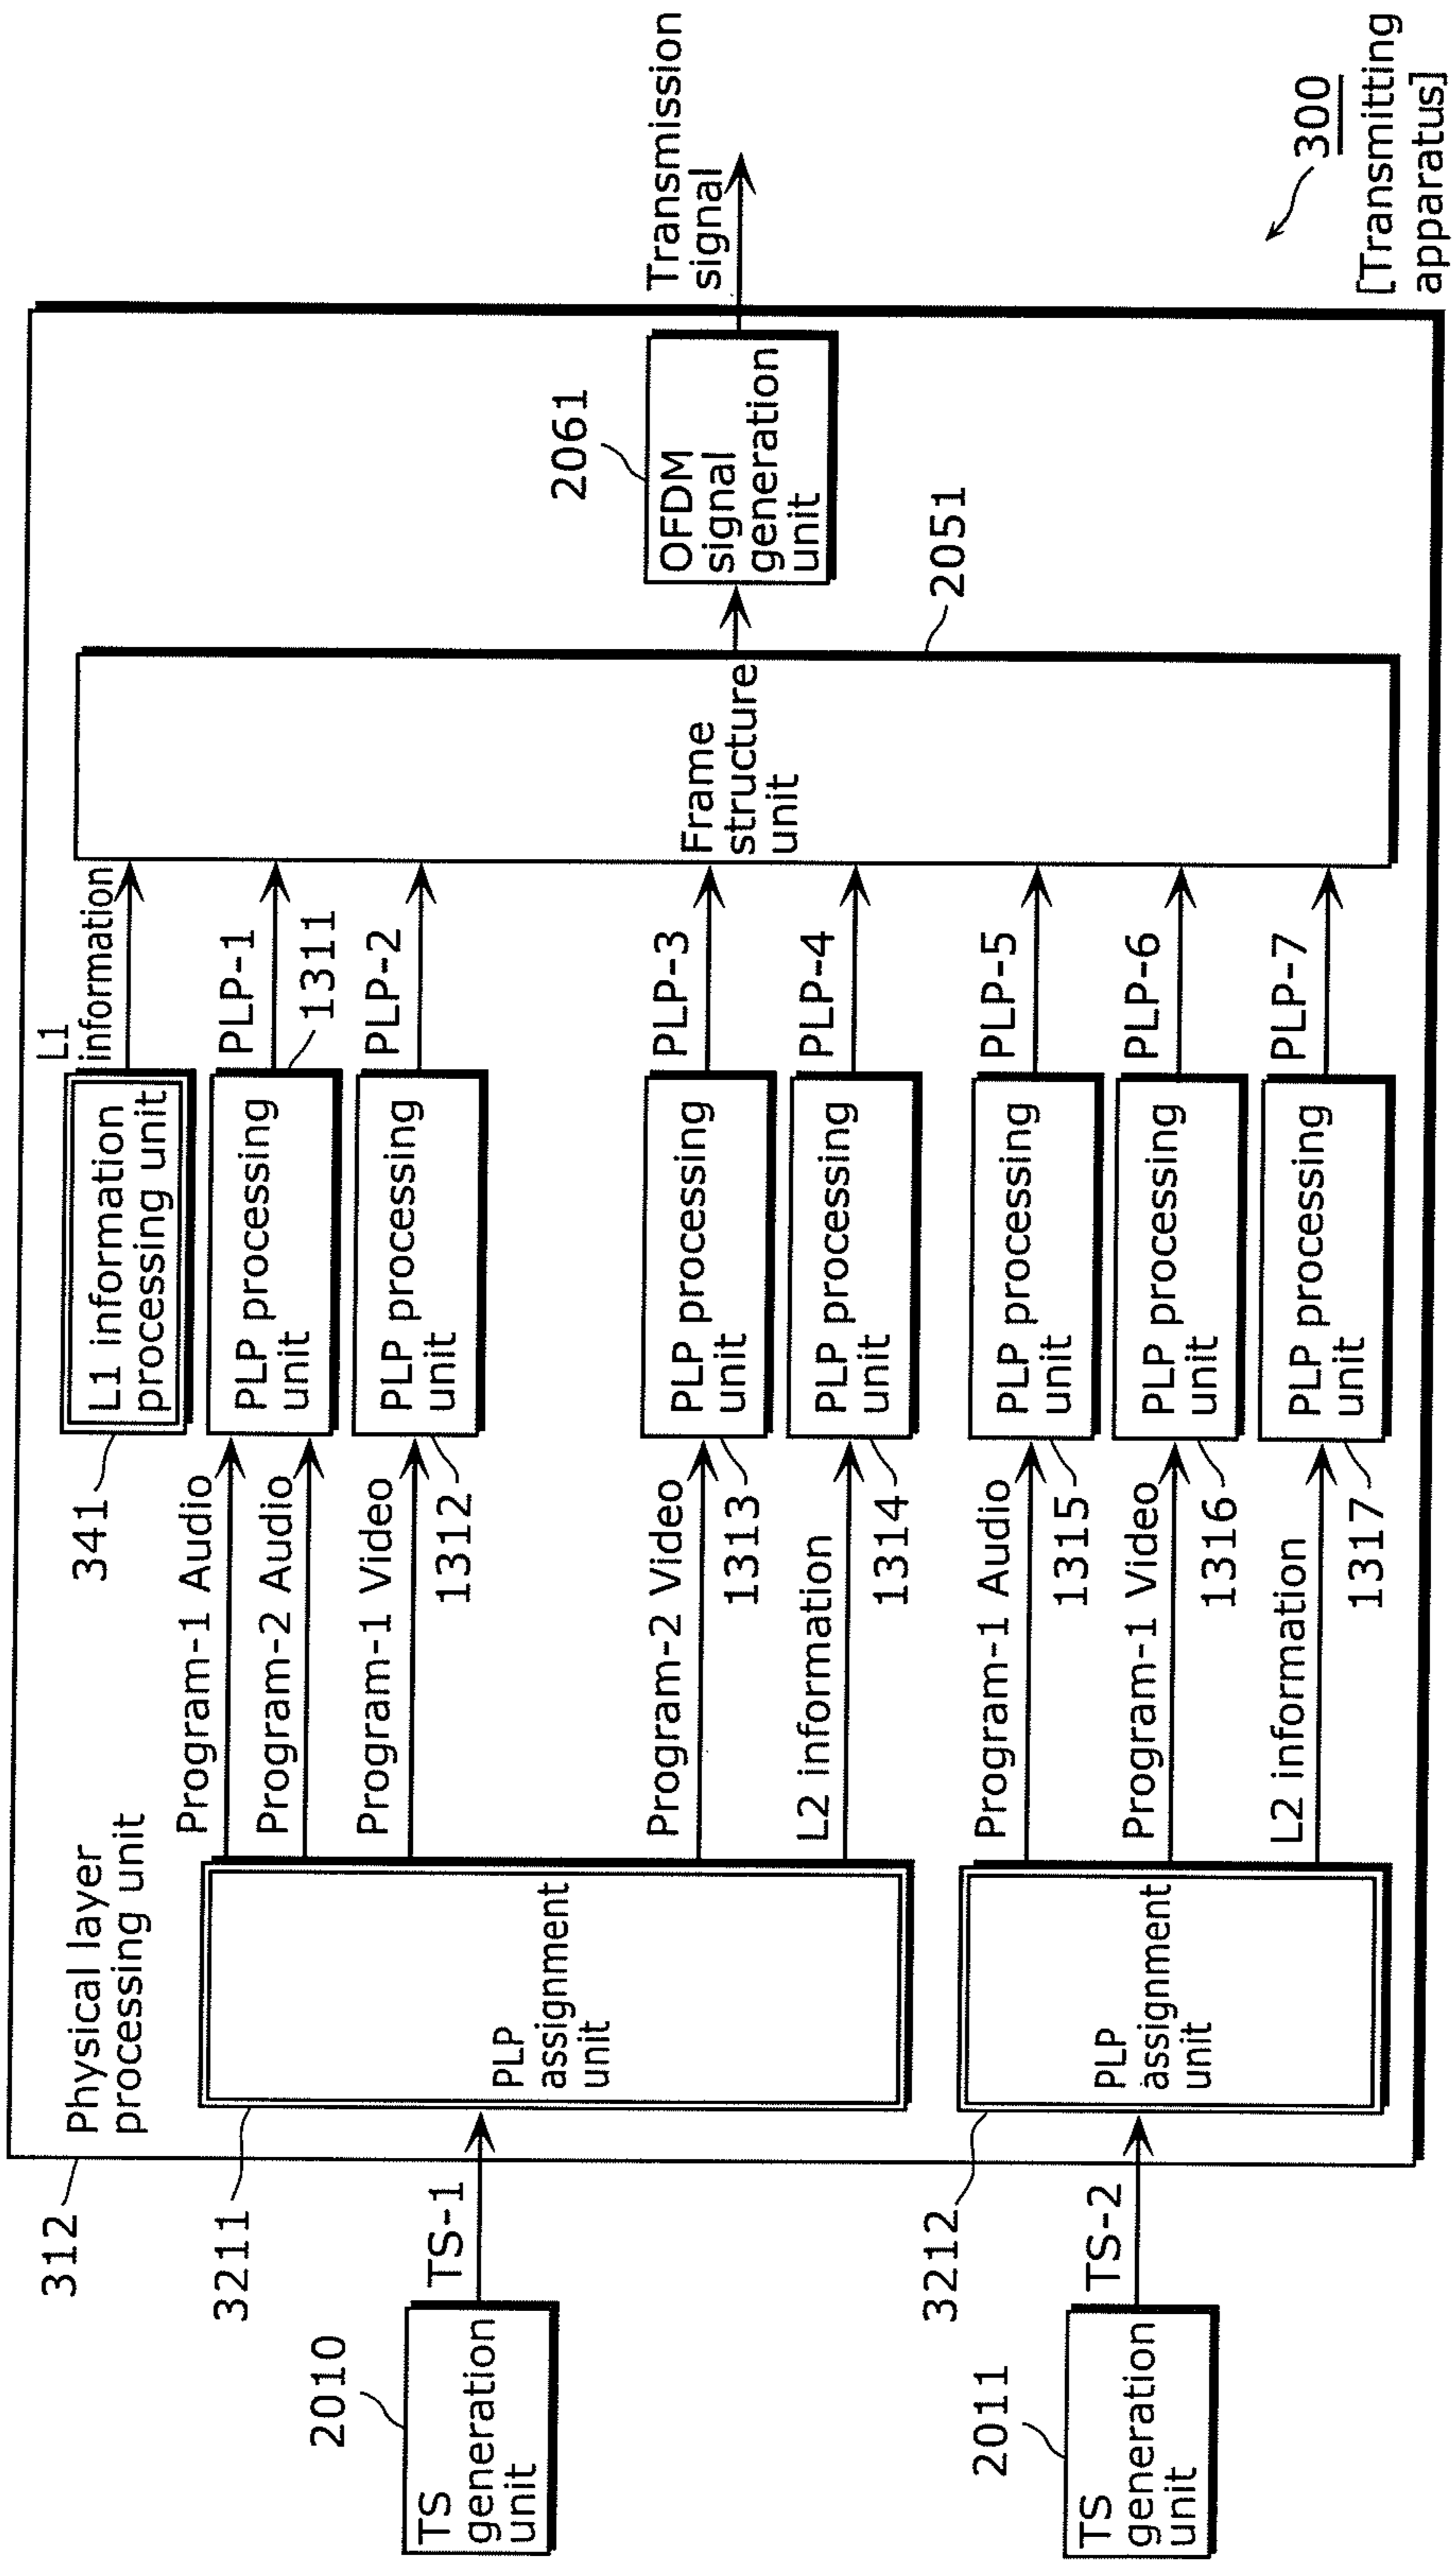 312
Physical layer
processing unit
2010
TS
generation
unit
TS-1
3211
PLP
assignment
unit
Program-1 Audio
Program-2 Audio
Program-1 Video
Program-2 Video
L2 information
2011
TS
generation
unit
TS-2
3212
PLP
assignment
unit
Program-1 Audio
Program-1 Video
L2 information
341
L1 information
processing unit
L1
information
PLP processing
unit
1311
PLP-1
PLP processing
unit
1312
PLP-2
PLP processing
unit
1313
PLP-3
PLP processing
unit
1314
PLP-4
PLP processing
unit
1315
PLP-5
PLP processing
unit
1316
PLP-6
PLP processing
unit
1317
PLP-7
Frame
structure
unit
2051
2061
OFDM
signal
generation
unit
Transmission
signal
300
[Transmitting
apparatus]